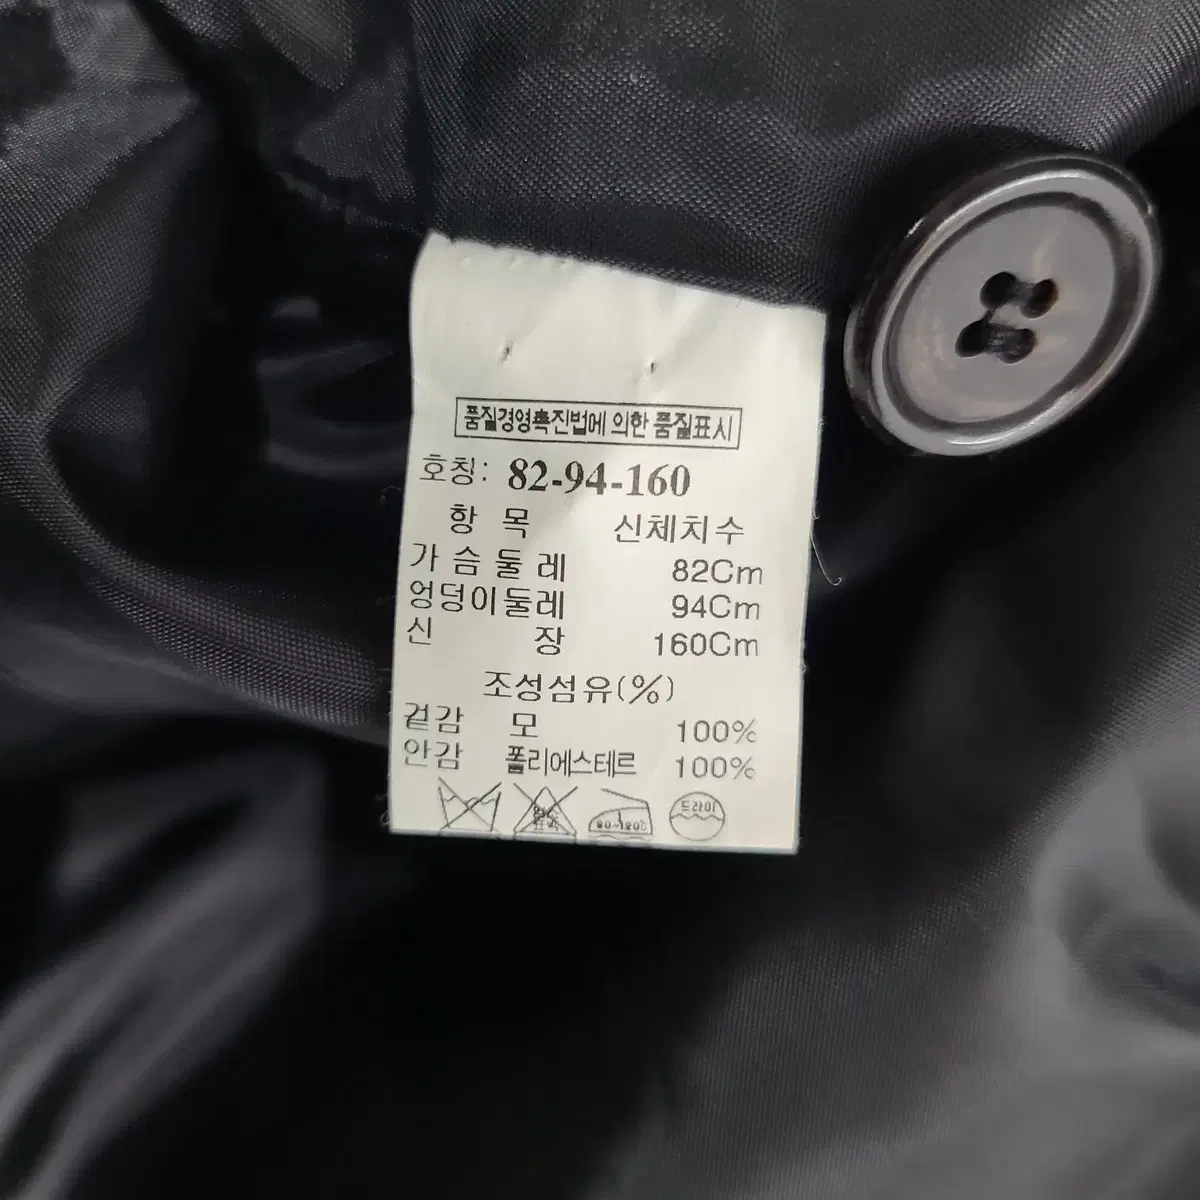 품질경영촉진법에 의한 품질표시
호칭: 82-94-160
항 목 신체치수
가 슴 둘 레 82Cm
엉덩이둘레 94Cm
신 장 160Cm
조성섬유(%)
겉감 모 100%
안감 폴리에스테르 100%
80~120℃ 드라이